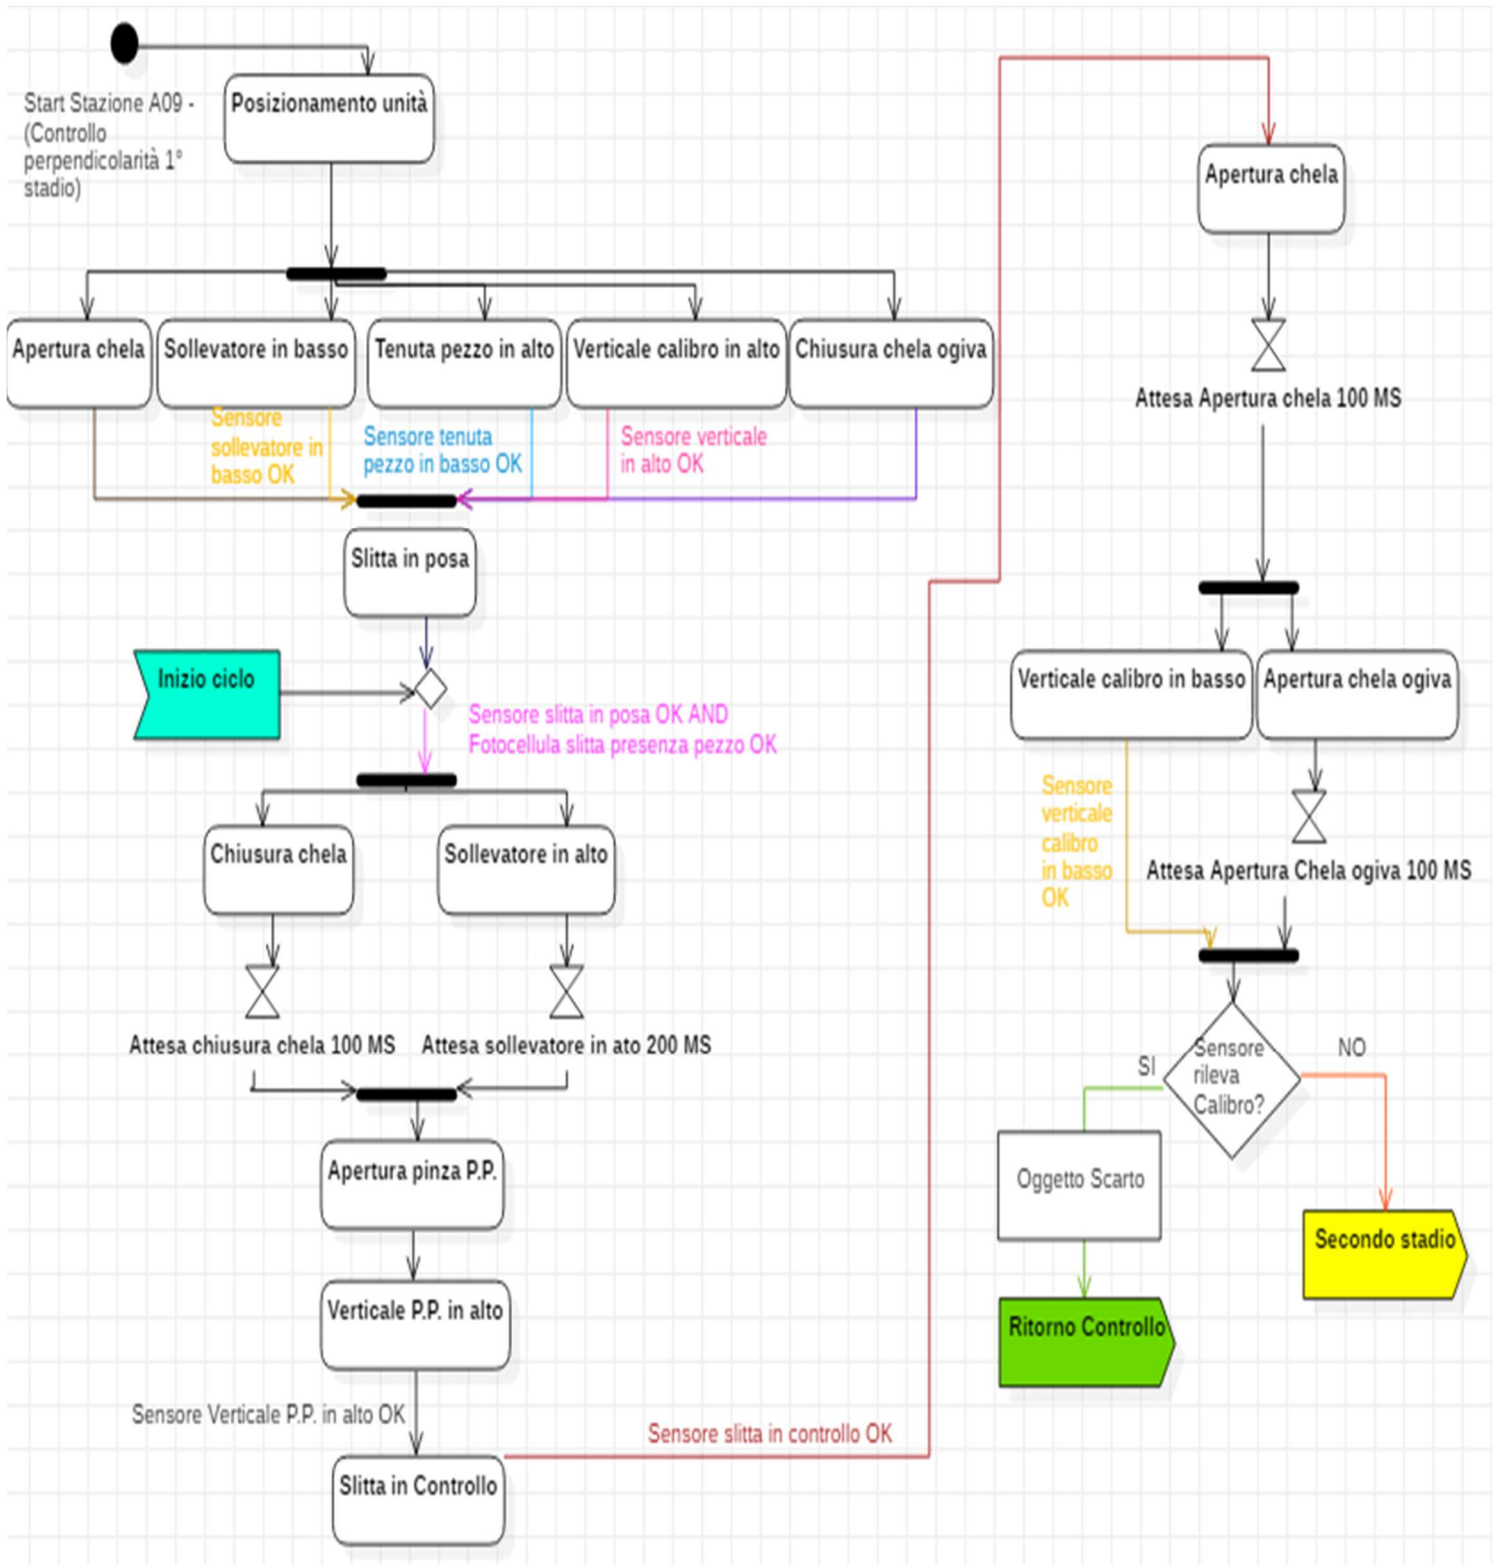 Start Stazione A09 -
(Controllo
perpendicolarità 1°
stadio)
Posizionamento unità
Apertura chela
Sollevatore in basso
Tenuta pezzo in alto
Verticale calibro in alto
Chiusura chela ogiva
Sensore
sollevatore in
basso OK
Sensore tenuta
pezzo in basso OK
Sensore verticale
in alto OK
Slitta in posa
Inizio ciclo
Sensore slitta in posa OK AND
Fotocellula slitta presenza pezzo OK
Chiusura chela
Sollevatore in alto
Attesa chiusura chela 100 MS
Attesa sollevatore in ato 200 MS
Apertura pinza P.P.
Verticale P.P. in alto
Sensore Verticale P.P. in alto OK
Slitta in Controllo
Sensore slitta in controllo OK
Apertura chela
Attesa Apertura chela 100 MS
Verticale calibro in basso
Apertura chela ogiva
Sensore
verticale
calibro
in basso
OK
Attesa Apertura Chela ogiva 100 MS
Sensore
rileva
Calibro?
SI
NO
Oggetto Scarto
Secondo stadio
Ritorno Controllo